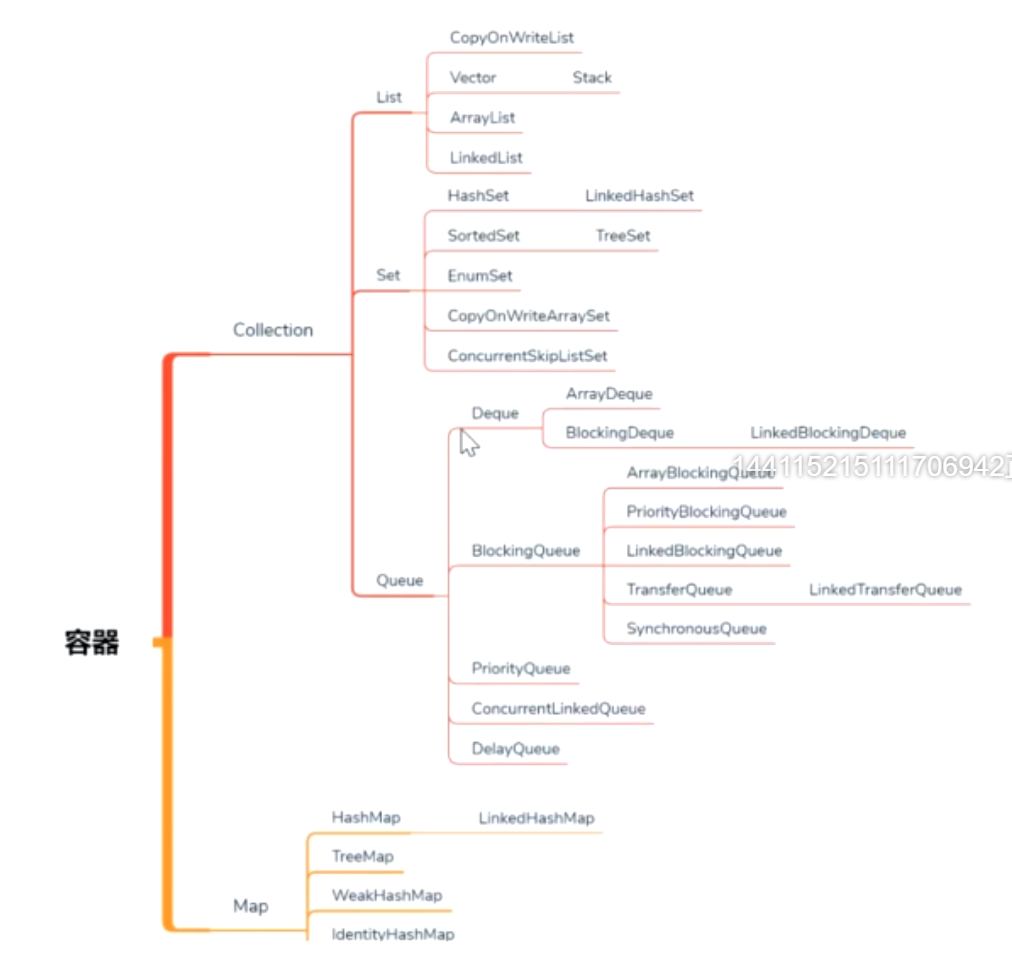 CopyOnWriteList
Vector Stack
List
ArrayList
LinkedList
HashSet LinkedHashSet
SortedSet TreeSet
Set
EnumSet
CopyOnWriteArraySet
Collection
ConcurrentSkipListSet
ArrayDeque
Deque
BlockingDeque LinkedBlockingDeque
144115215111706942
ArrayBlockingQueue
PriorityBlockingQueue
BlockingQueue
LinkedBlockingQueue
Queue
TransferQueue LinkedTransferQueue
SynchronousQueue
容器
PriorityQueue
ConcurrentLinkedQueue
DelayQueue
HashMap LinkedHashMap
TreeMap
WeakHashMap
Map
IdentityHashMap